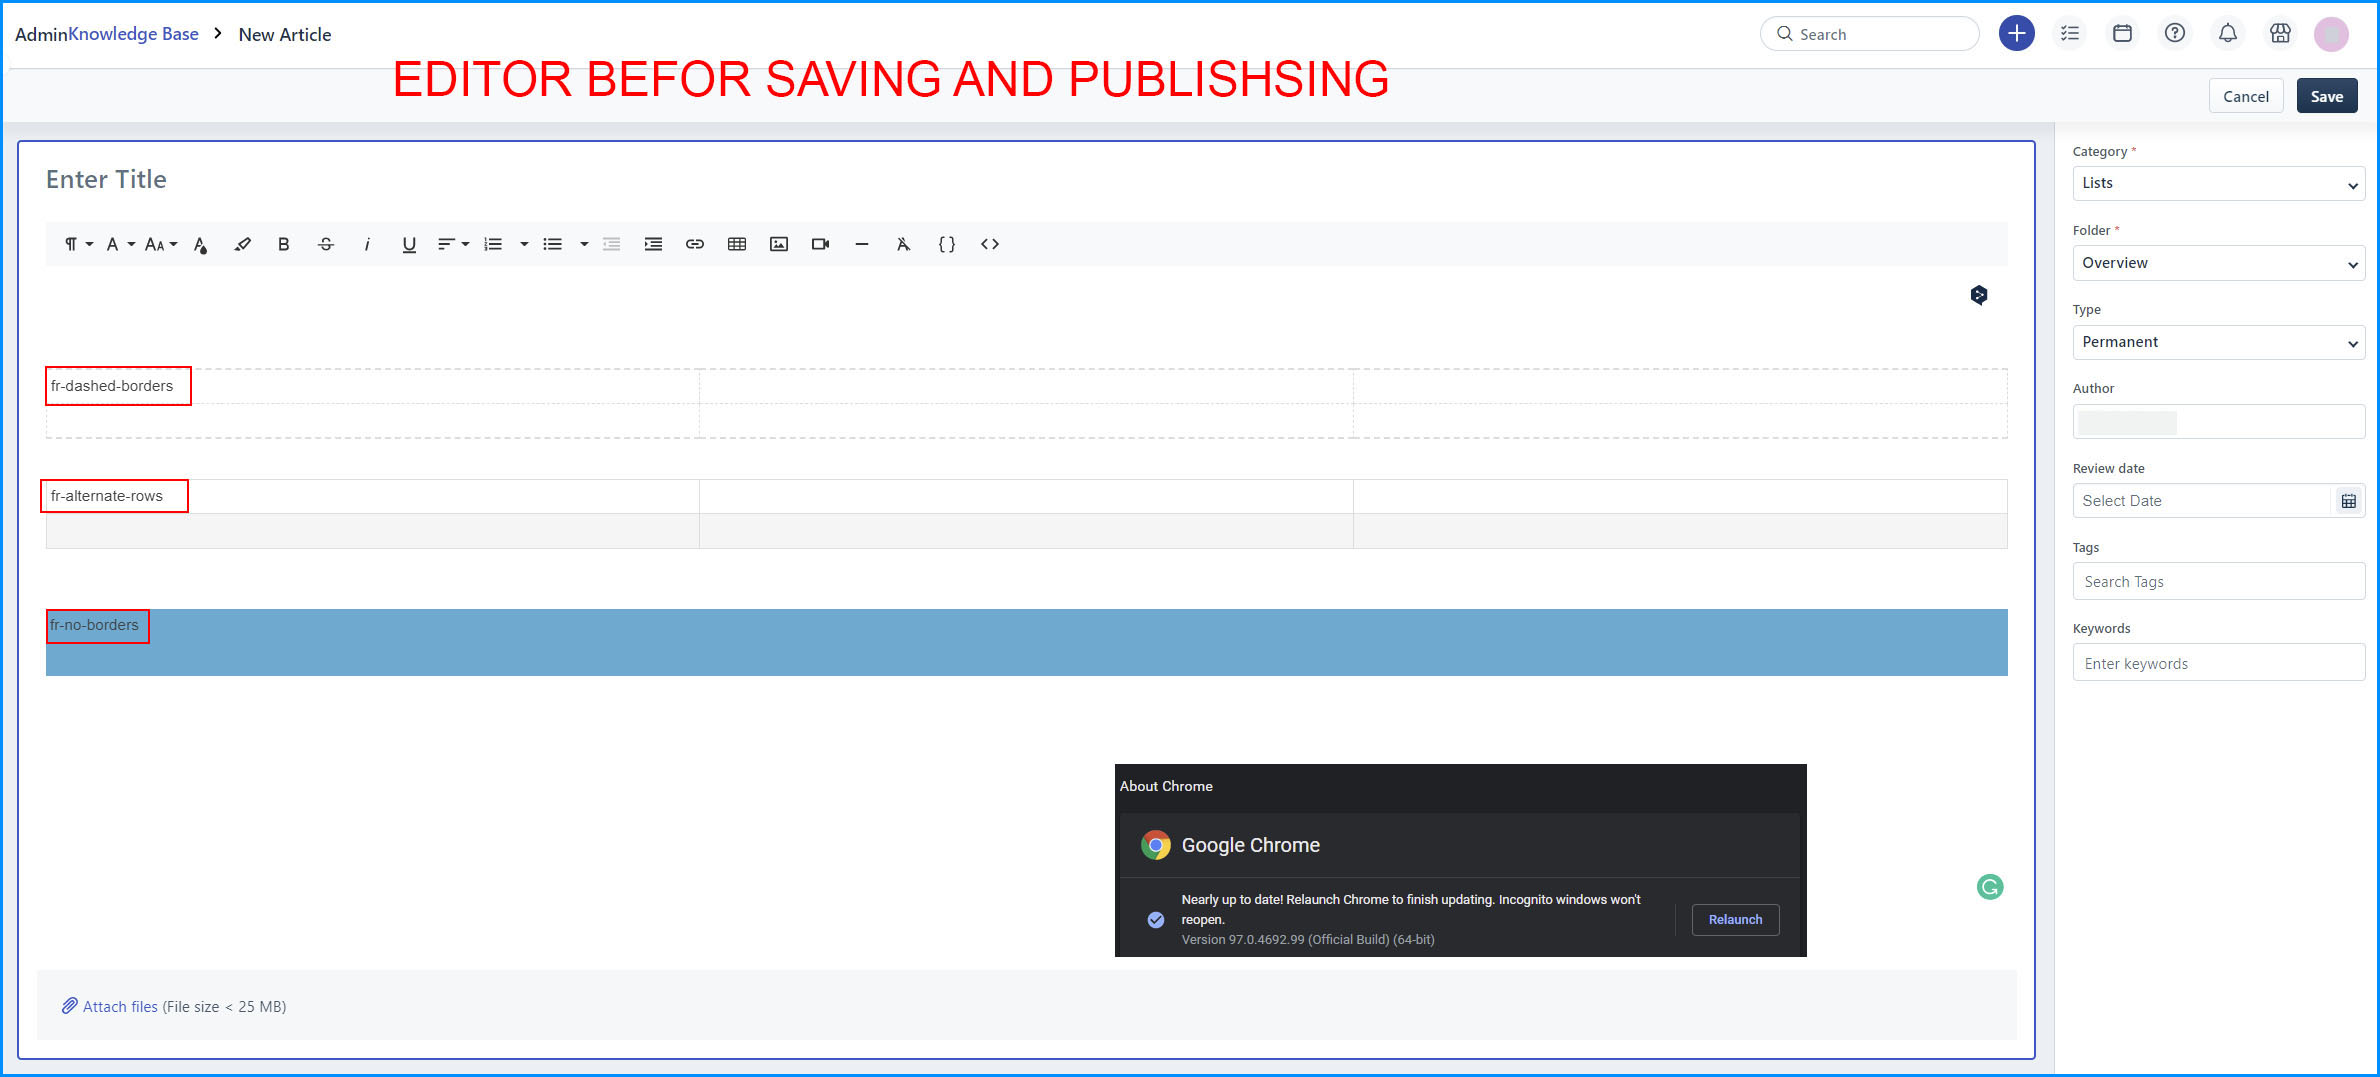 AdminKnowledge Base > New Article
Search
EDITOR BEFOR SAVING AND PUBLISHSING
Cancel
Save
Enter Title
fr-dashed-borders
fr-alternate-rows
fr-no-borders
About Chrome
Google Chrome
Nearly up to date! Relaunch Chrome to finish updating. Incognito windows won't
reopen.
Version 97.0.4692.99 (Official Build) (64-bit)
Relaunch
Attach files (File size < 25 MB)
Category *
Lists
Folder *
Overview
Type
Permanent
Author
Review date
Select Date
Tags
Search Tags
Keywords
Enter keywords